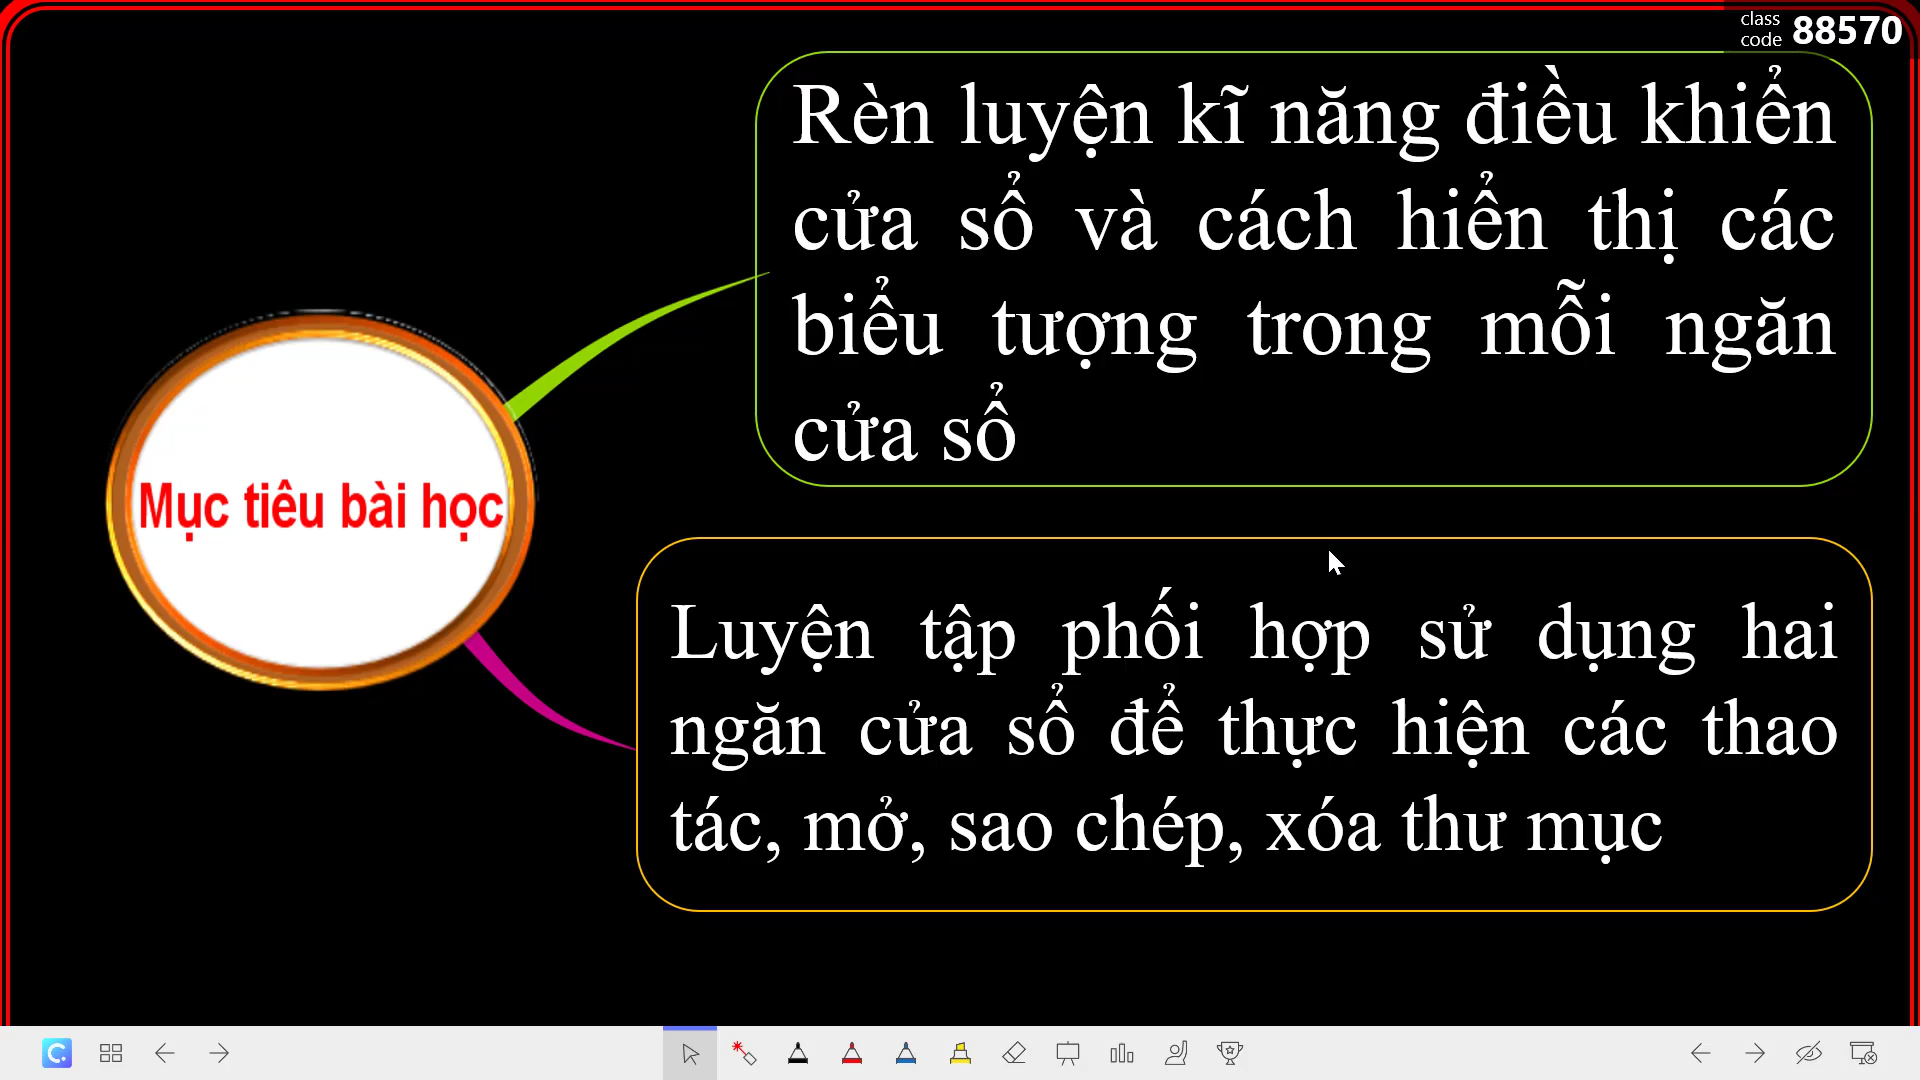 class
code 88570
Rèn luyện kĩ năng điều khiển
cửa sổ và cách hiển thị các
biểu tượng trong mỗi ngăn
cửa sổ
Mục tiêu bài học
Luyện tập phối hợp sử dụng hai
ngăn cửa sổ để thực hiện các thao
tác, mở, sao chép, xóa thư mục